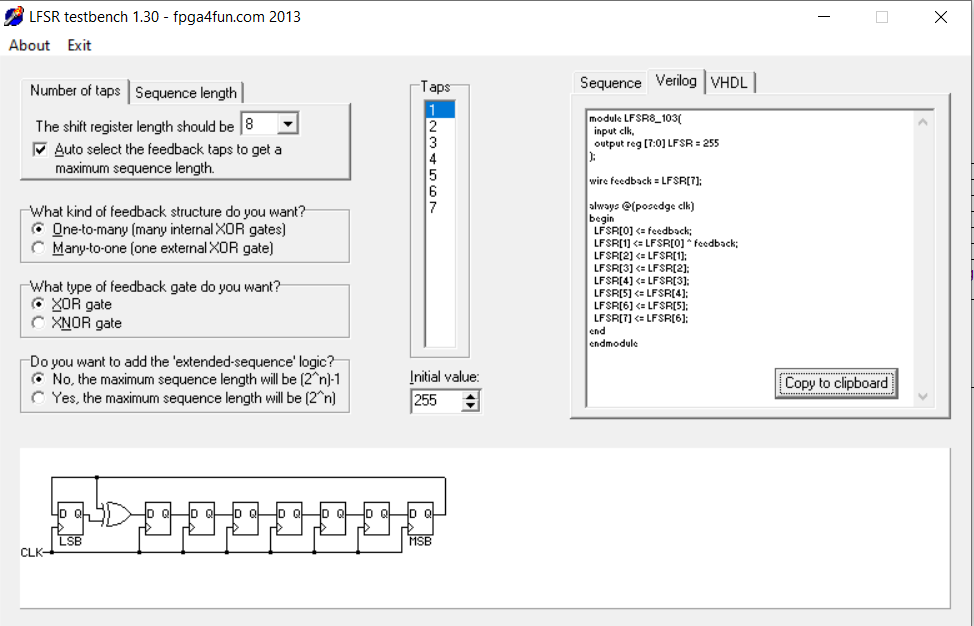 LFSR testbench 1.30 - fpga4fun.com 2013
About Exit
Number of taps Sequence length
The shift register length should be 8
Auto select the feedback taps to get a
maximum sequence length.
What kind of feedback structure do you want?
One-to-many (many internal XOR gates)
Many-to-one (one external XOR gate)
What type of feedback gate do you want?
XOR gate
XNOR gate
Do you want to add the 'extended-sequence' logic?
No, the maximum sequence length will be (2^n)-1
Yes, the maximum sequence length will be (2^n)
Taps
1
2
3
4
5
6
7
Initial value:
255
Sequence Verilog VHDL
module LFSR8_103(
input clk,
output reg [7:0] LFSR = 255
);
wire feedback = LFSR[7];
always @(posedge clk)
begin
LFSR[0] <= feedback;
LFSR[1] <= LFSR[0] ^ feedback;
LFSR[2] <= LFSR[1];
LFSR[3] <= LFSR[2];
LFSR[4] <= LFSR[3];
LFSR[5] <= LFSR[4];
LFSR[6] <= LFSR[5];
LFSR[7] <= LFSR[6];
end
endmodule
Copy to clipboard
D Q D Q D Q D Q D Q D Q D Q D Q
LSB MSB
CLK